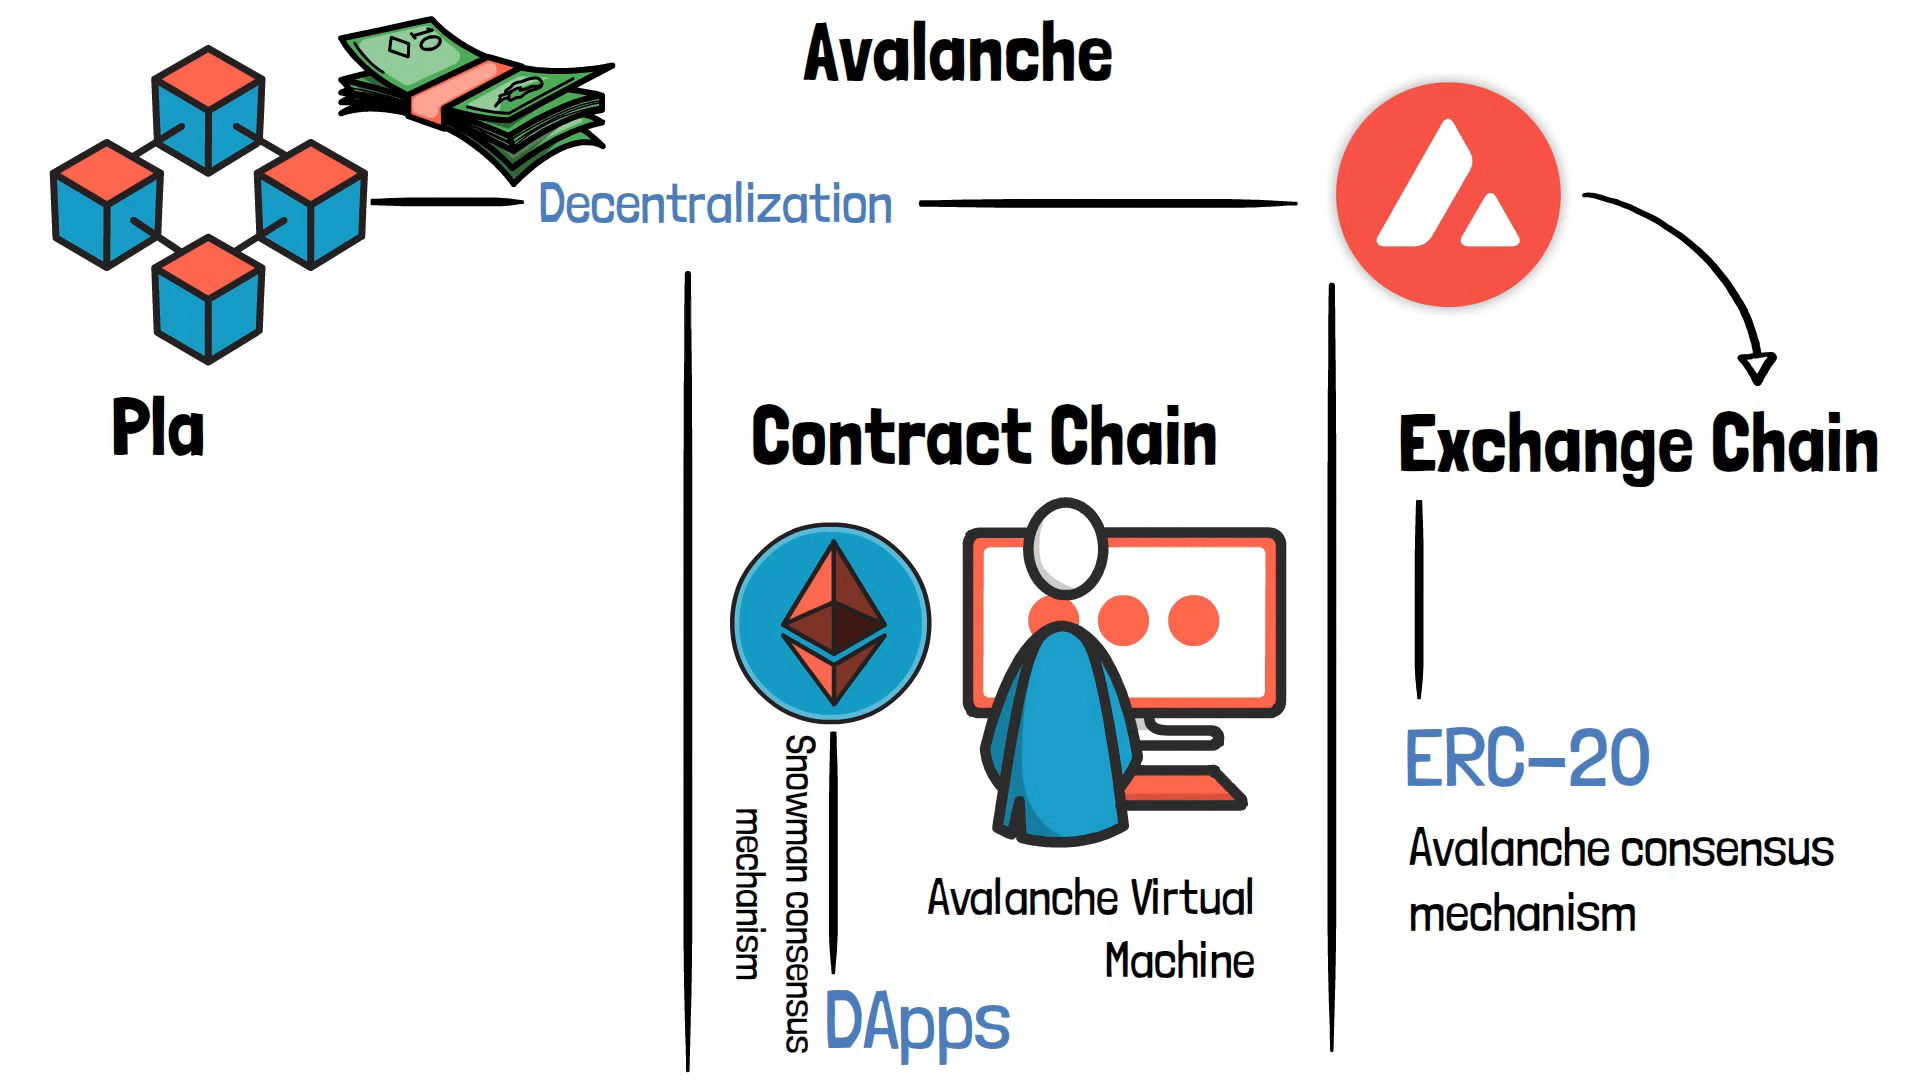 Avalanche
10
Decentralization
Pla
Contract Chain
Snowman consensus
mechanism
Avalanche Virtual
Machine
DApps
Exchange Chain
ERC-20
Avalanche consensus
mechanism